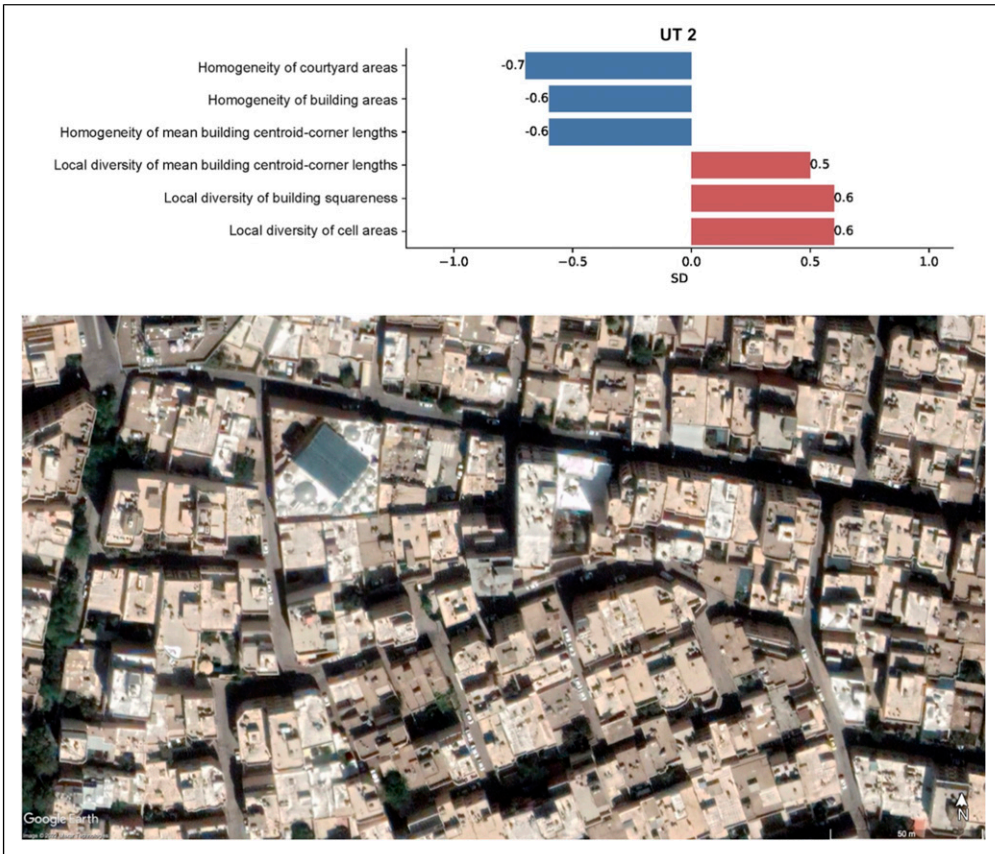 UT 2
Homogeneity of courtyard areas
-0.7
Homogeneity of building areas
-0.6
Homogeneity of mean building centroid-corner lengths
-0.6
Local diversity of mean building centroid-corner lengths
0.5
Local diversity of building squareness
0.6
Local diversity of cell areas
0.6
−1.0 −0.5 0.0 0.5 1.0
SD
Google Earth
50 m
N